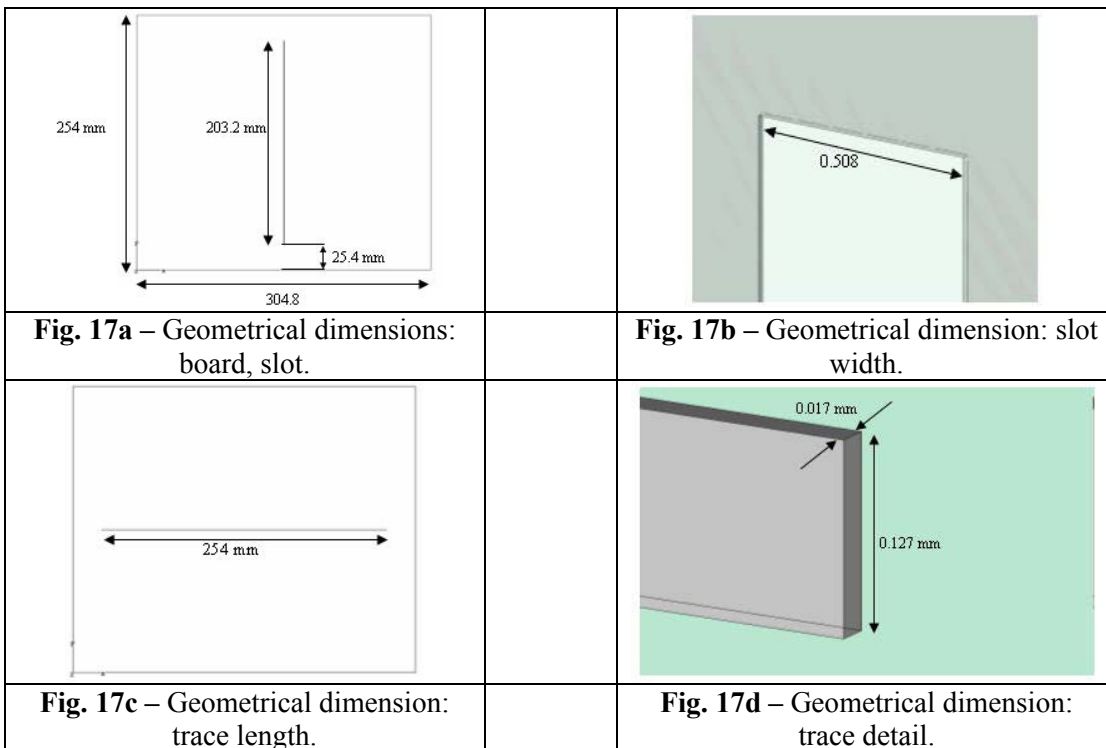 254 mm
203.2 mm
25.4 mm
304.8
0.508
Fig. 17a – Geometrical dimensions:
board, slot.
Fig. 17b – Geometrical dimension: slot
width.
254 mm
0.017 mm
0.127 mm
Fig. 17c – Geometrical dimension:
trace length.
Fig. 17d – Geometrical dimension:
trace detail.